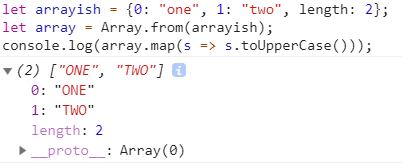 let arrayish = {0: "one", 1: "two", length: 2};
let array = Array.from(arrayish);
console.log(array.map(s => s.toUpperCase()));
▼ (2) ["ONE", "TWO"] i
0: "ONE"
1: "TWO"
length: 2
▶ __proto__: Array(0)